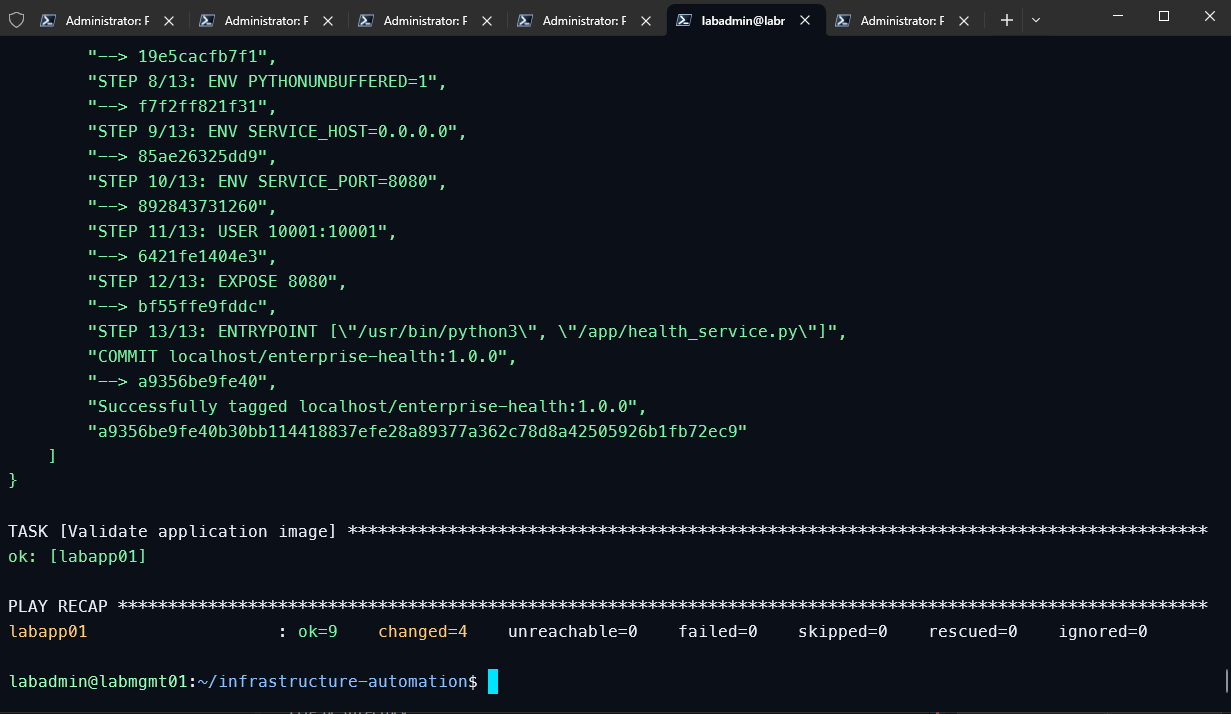 Administrator: F Administrator: F Administrator: F Administrator: F labadmin@labr Administrator: F
"--> 19e5cacfb7f1",
"STEP 8/13: ENV PYTHONUNBUFFERED=1",
"--> f7f2ff821f31",
"STEP 9/13: ENV SERVICE_HOST=0.0.0.0",
"--> 85ae26325dd9",
"STEP 10/13: ENV SERVICE_PORT=8080",
"--> 892843731260",
"STEP 11/13: USER 10001:10001",
"--> 6421fe1404e3",
"STEP 12/13: EXPOSE 8080",
"--> bf55ffe9fddc",
"STEP 13/13: ENTRYPOINT [\"/usr/bin/python3\", \"/app/health_service.py\"]",
"COMMIT localhost/enterprise-health:1.0.0",
"--> a9356be9fe40",
"Successfully tagged localhost/enterprise-health:1.0.0",
"a9356be9fe40b30bb114418837efe28a89377a362c78d8a42505926b1fb72ec9"
]
}
TASK [Validate application image] **************************************************************************************
ok: [labapp01]
PLAY RECAP *************************************************************************************************************
labapp01 : ok=9 changed=4 unreachable=0 failed=0 skipped=0 rescued=0 ignored=0
labadmin@labmgmt01:~/infrastructure-automation$